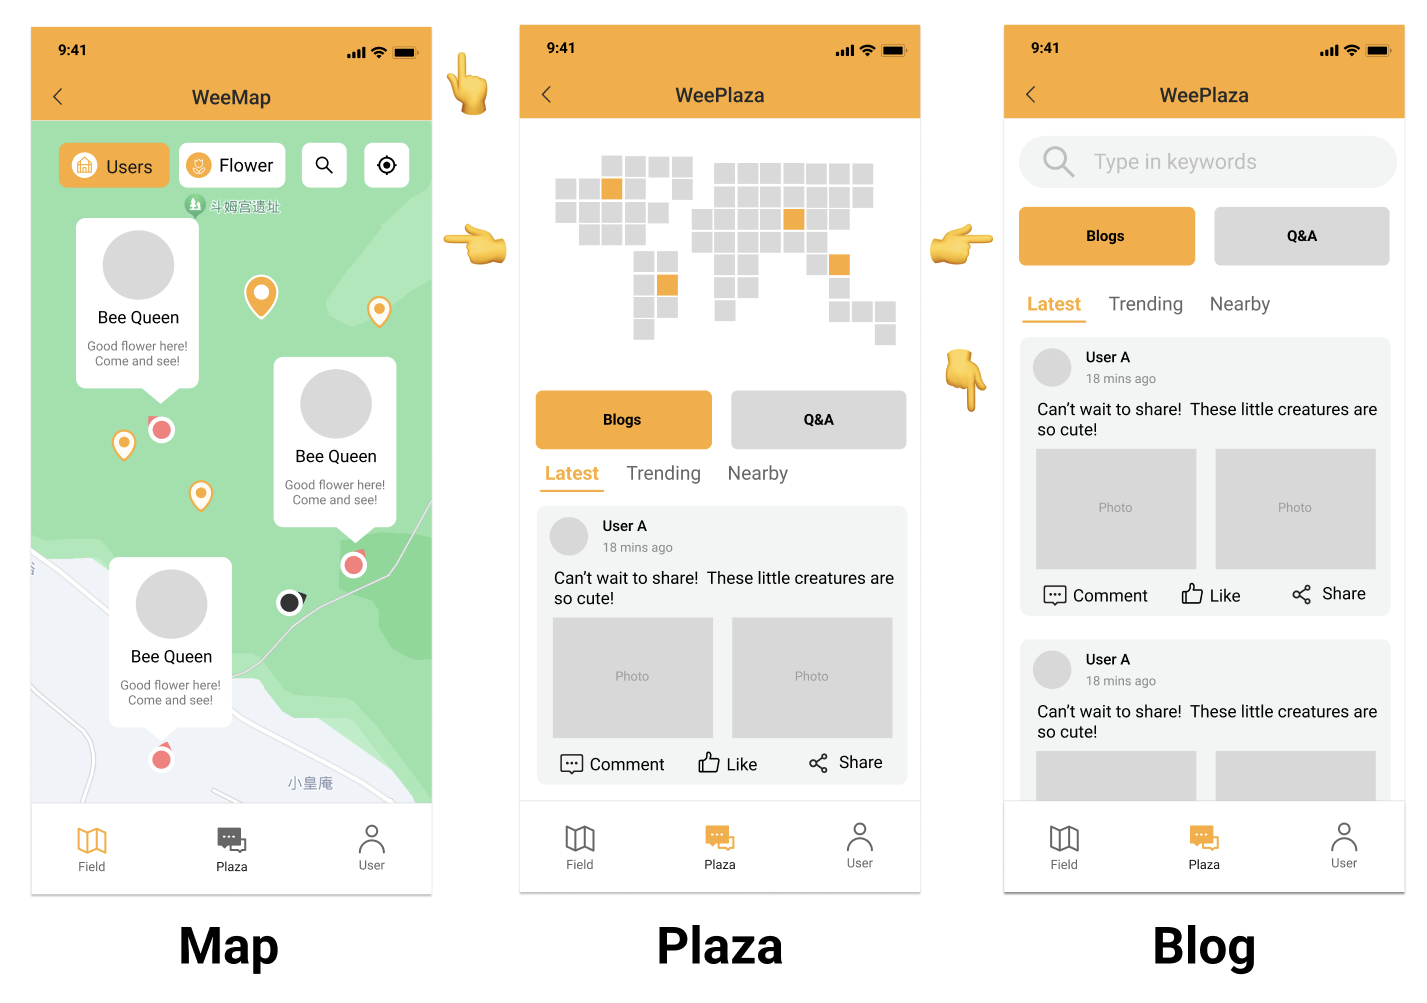 9:41
WeeMap
Users
Flower
斗姆宫遗址
Bee Queen
Good flower here!
Come and see!
Bee Queen
Good flower here!
Come and see!
Bee Queen
Good flower here!
Come and see!
小皇庵
Field
Plaza
User
Map
9:41
WeePlaza
Blogs
Q&A
Latest
Trending
Nearby
User A
18 mins ago
Can't wait to share!  These little creatures are
so cute!
Photo
Photo
Comment
Like
Share
Field
Plaza
User
Plaza
9:41
WeePlaza
Type in keywords
Blogs
Q&A
Latest
Trending
Nearby
User A
18 mins ago
Can't wait to share!  These little creatures are
so cute!
Photo
Photo
Comment
Like
Share
User A
18 mins ago
Can't wait to share!  These little creatures are
so cute!
Field
Plaza
User
Blog